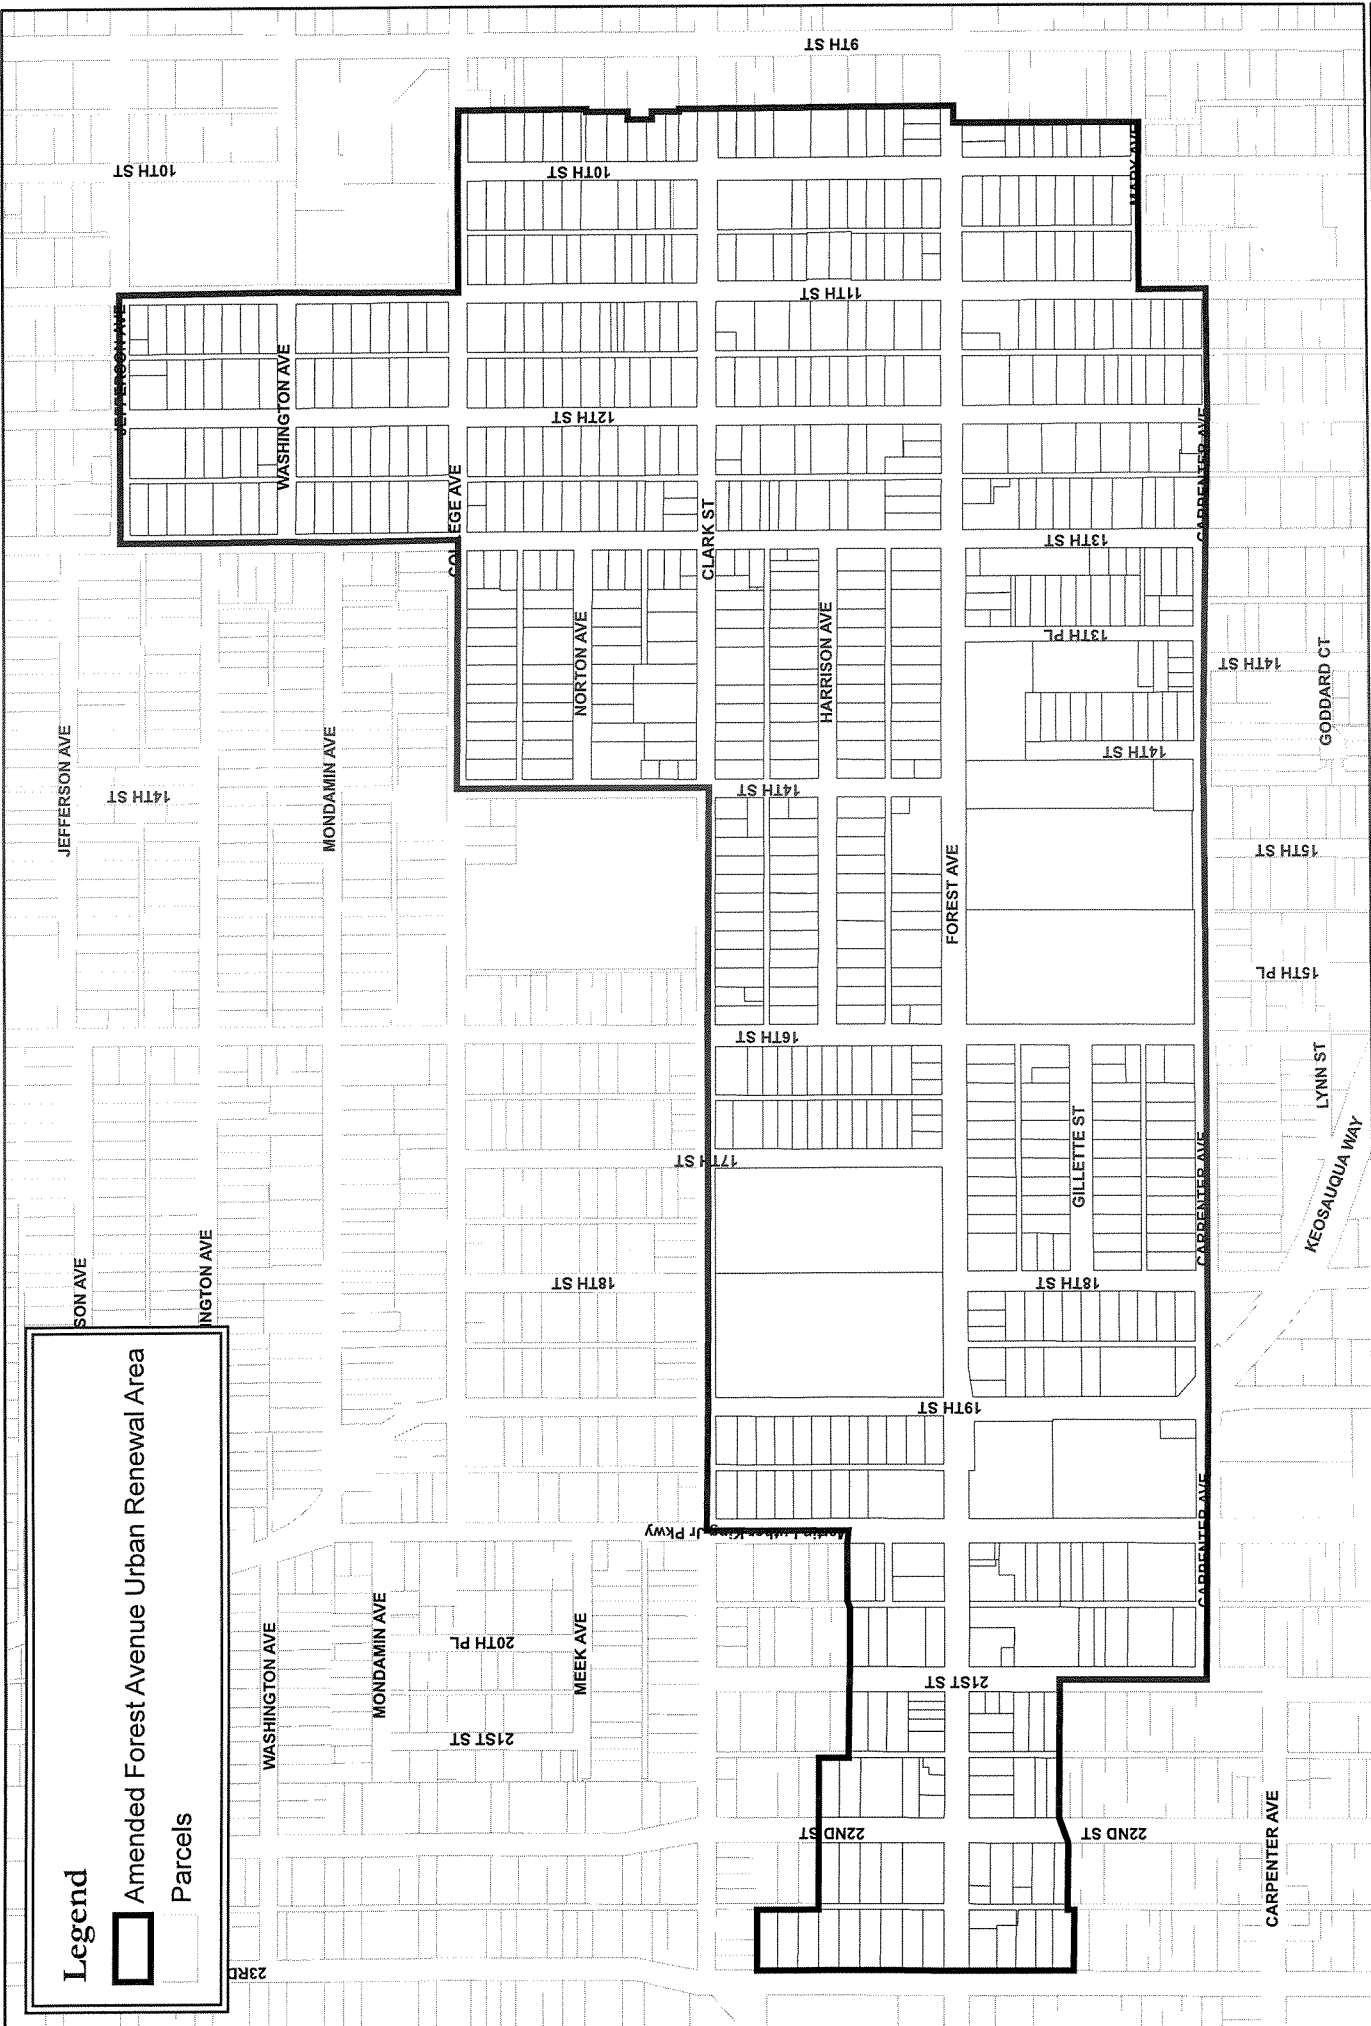 Legend
Amended Forest Avenue Urban Renewal Area
Parcels
9TH ST
10TH ST
10TH ST
MARY AVE
11TH ST
JEFFERSON AVE
WASHINGTON AVE
12TH ST
COLLEGE AVE
CLARK ST
CARPENTER AVE
13TH ST
13TH PL
NORTON AVE
HARRISON AVE
14TH ST
GODDARD CT
14TH ST
JEFFERSON AVE
14TH ST
MONDAMIN AVE
14TH ST
FOREST AVE
15TH ST
15TH PL
16TH ST
LYNN ST
KEOSAUQUA WAY
GILLETTE ST
17TH ST
CARPENTER AVE
SON AVE
INGTON AVE
18TH ST
18TH ST
19TH ST
Martin Luther King Jr Pkwy
CARPENTER AVE
WASHINGTON AVE
MONDAMIN AVE
20TH PL
MEEK AVE
21ST ST
21ST ST
22ND ST
22ND ST
CARPENTER AVE
23RD